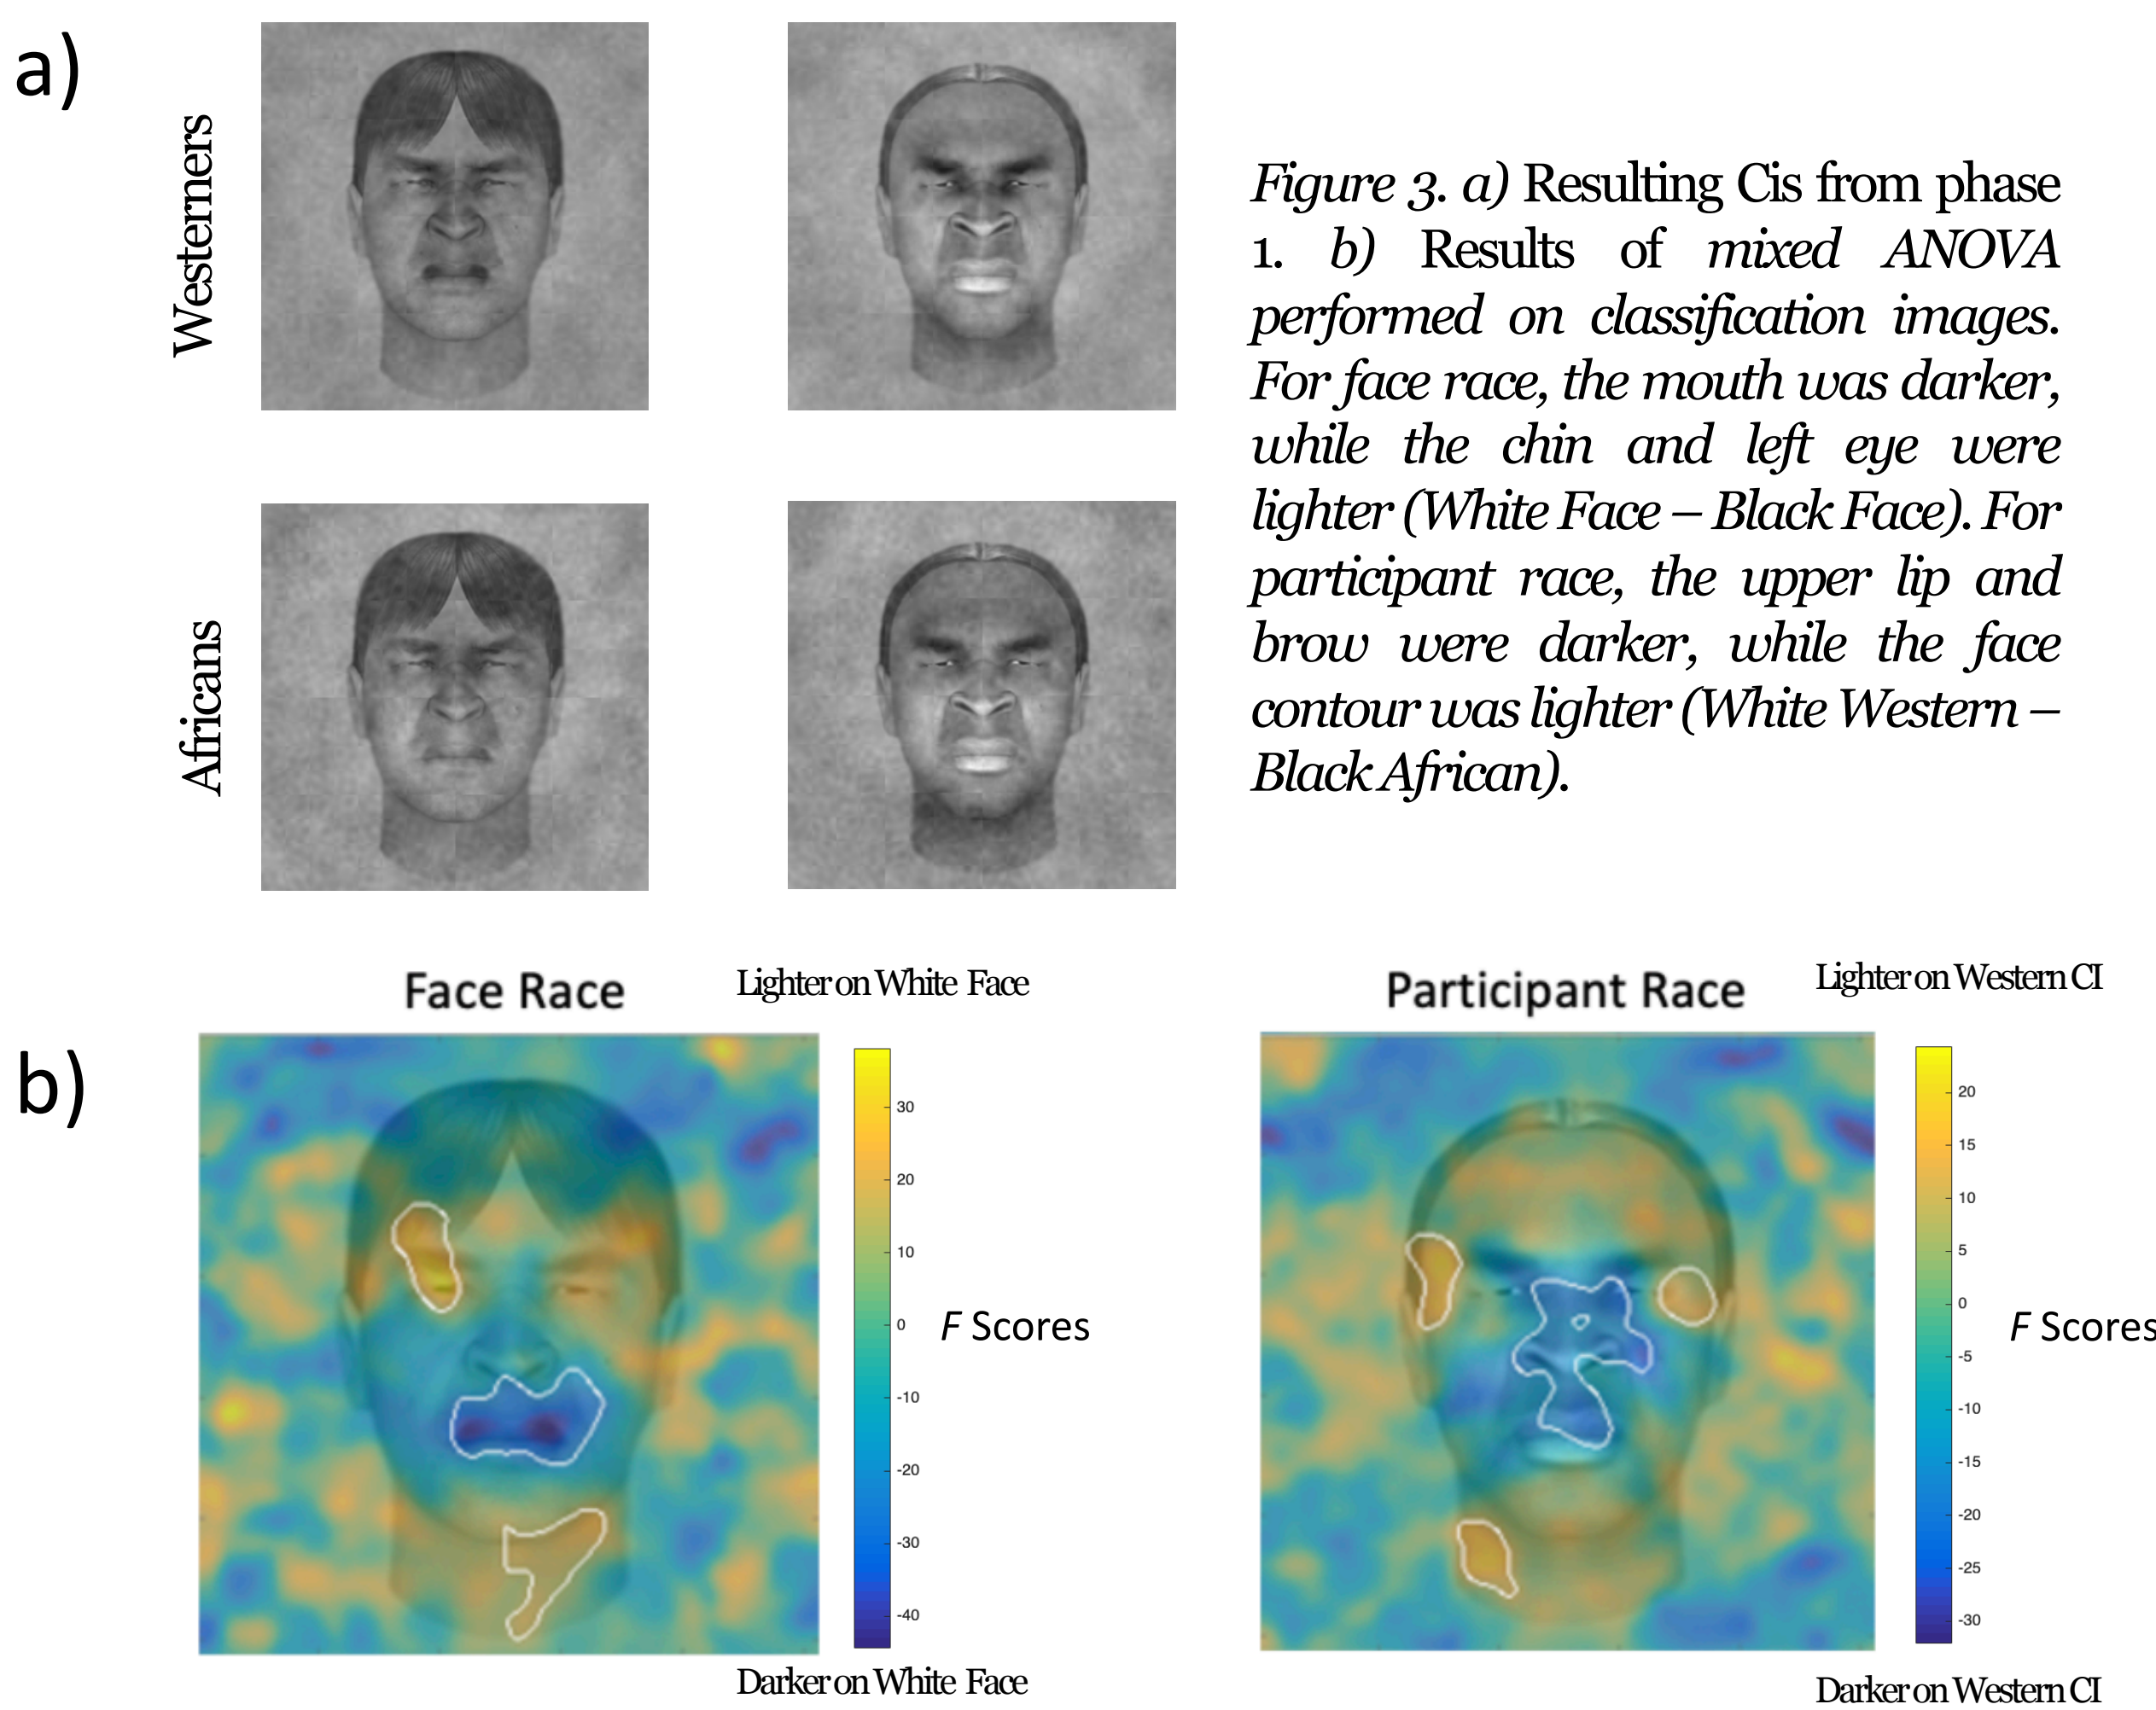 a)
Westerners
Africans
Figure 3. a) Resulting Cis from phase
1. b) Results of mixed ANOVA
performed on classification images.
For face race, the mouth was darker,
while the chin and left eye were
lighter (White Face – Black Face). For
participant race, the upper lip and
brow were darker, while the face
contour was lighter (White Western –
Black African).
b)
Face Race
Lighter on White Face
30
20
10
0
-10
-20
-30
-40
F Scores
Darker on White Face
Participant Race
Lighter on Western CI
20
15
10
5
0
-5
-10
-15
-20
-25
-30
F Scores
Darker on Western CI